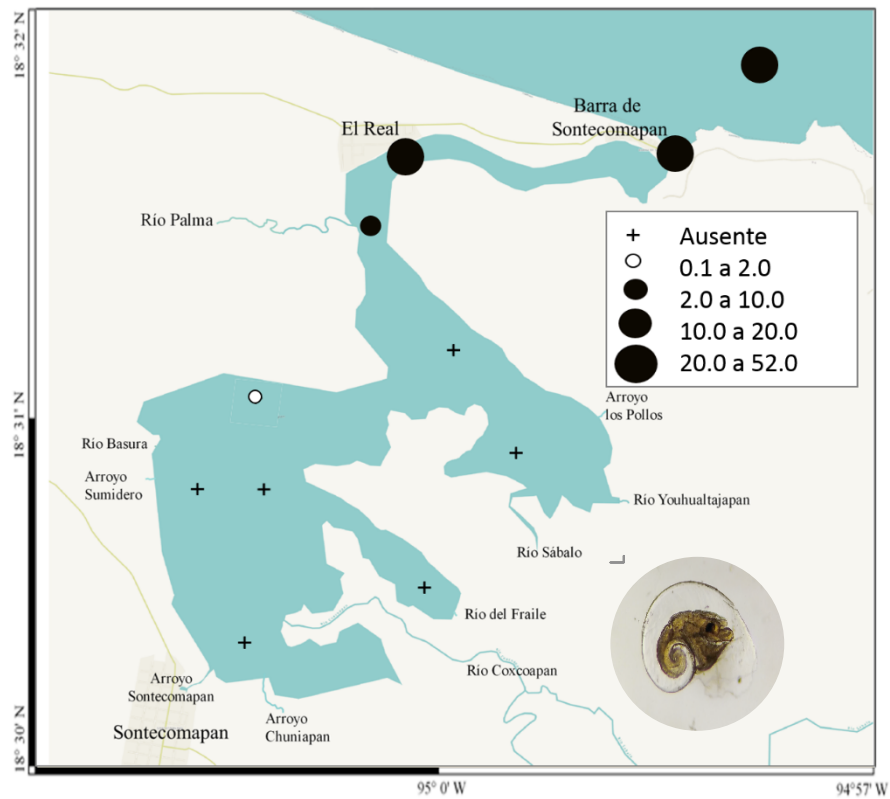 18° 32' N
Barra de
Sontecomapan
El Real
Río Palma
+ Ausente
0.1 a 2.0
2.0 a 10.0
10.0 a 20.0
20.0 a 52.0
Arroyo
los Pollos
18° 31' N
Río Basura
Arroyo
Sumidero
Río Youhualtajapan
Río Sábalo
Río del Fraile
Río Coxcoapan
Arroyo
Sontecomapan
Arroyo
Chuniapan
Sontecomapan
18° 30' N
95° 0' W
94° 57' W